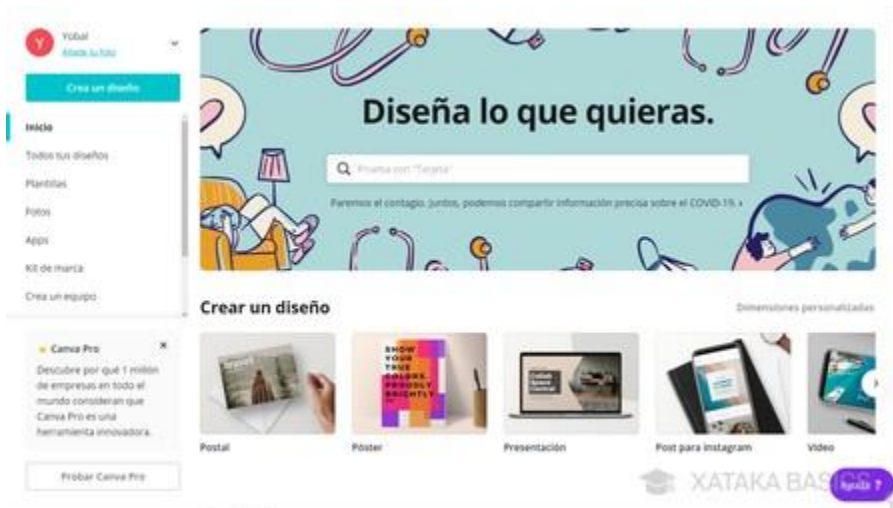 Y
Yobal
Añade tu foto
Crea un diseño
Inicio
Todos tus diseños
Plantillas
Fotos
Apps
Kit de marca
Crea un equipo
Canva Pro
Descubre por qué 1 millón
de empresas en todo el
mundo consideran que
Canva Pro es una
herramienta innovadora.
Probar Canva Pro
Diseña lo que quieras.
Prueba con "Tarjeta"
Paremos el contagio. Juntos, podemos compartir información precisa sobre el COVID-19.
Crear un diseño
Dimensiones personalizadas
SHOW
YOUR
TRUE
COLORS
PROUDLY
BRIGHTLY
Postal
Póster
Presentación
Post para Instagram
Video
XATAKA BASICS
Ayuda ?